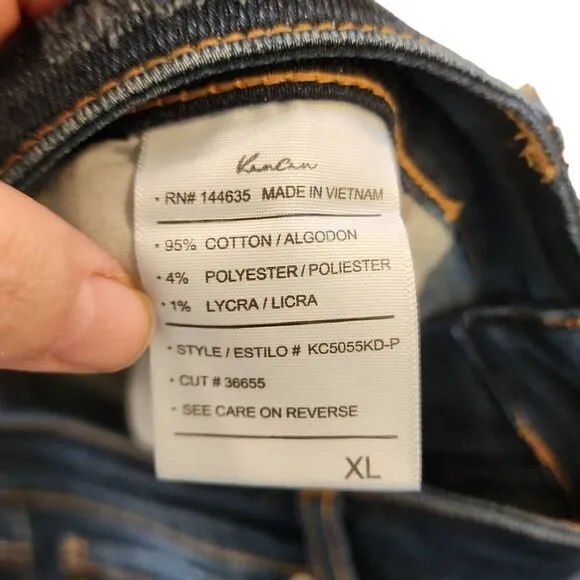 KanCan
• RN# 144635 MADE IN VIETNAM
• 95% COTTON / ALGODON
• 4% POLYESTER / POLIESTER
• 1% LYCRA / LICRA
• STYLE / ESTILO # KC5055KD-P
• CUT # 36655
• SEE CARE ON REVERSE
XL